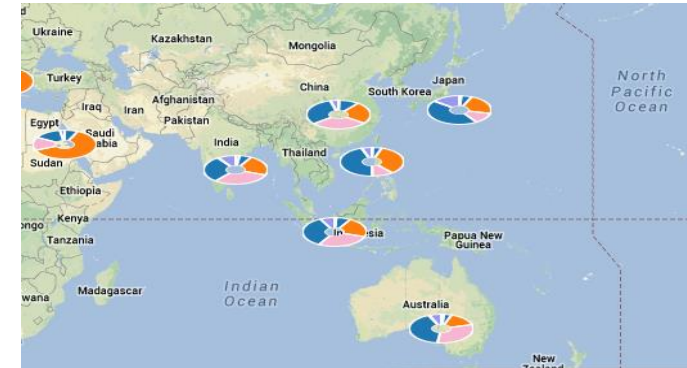 Ukraine
Kazakhstan
Mongolia
Turkey
China
Japan
South Korea
North
Pacific
Ocean
Iraq
Iran
Afghanistan
Pakistan
Egypt
Saudi
abia
India
Thailand
Sudan
Ethiopia
Kenya
ongo
Tanzania
In
esia
Papua New
Guinea
Indian
Ocean
Madagascar
wana
Australia
New